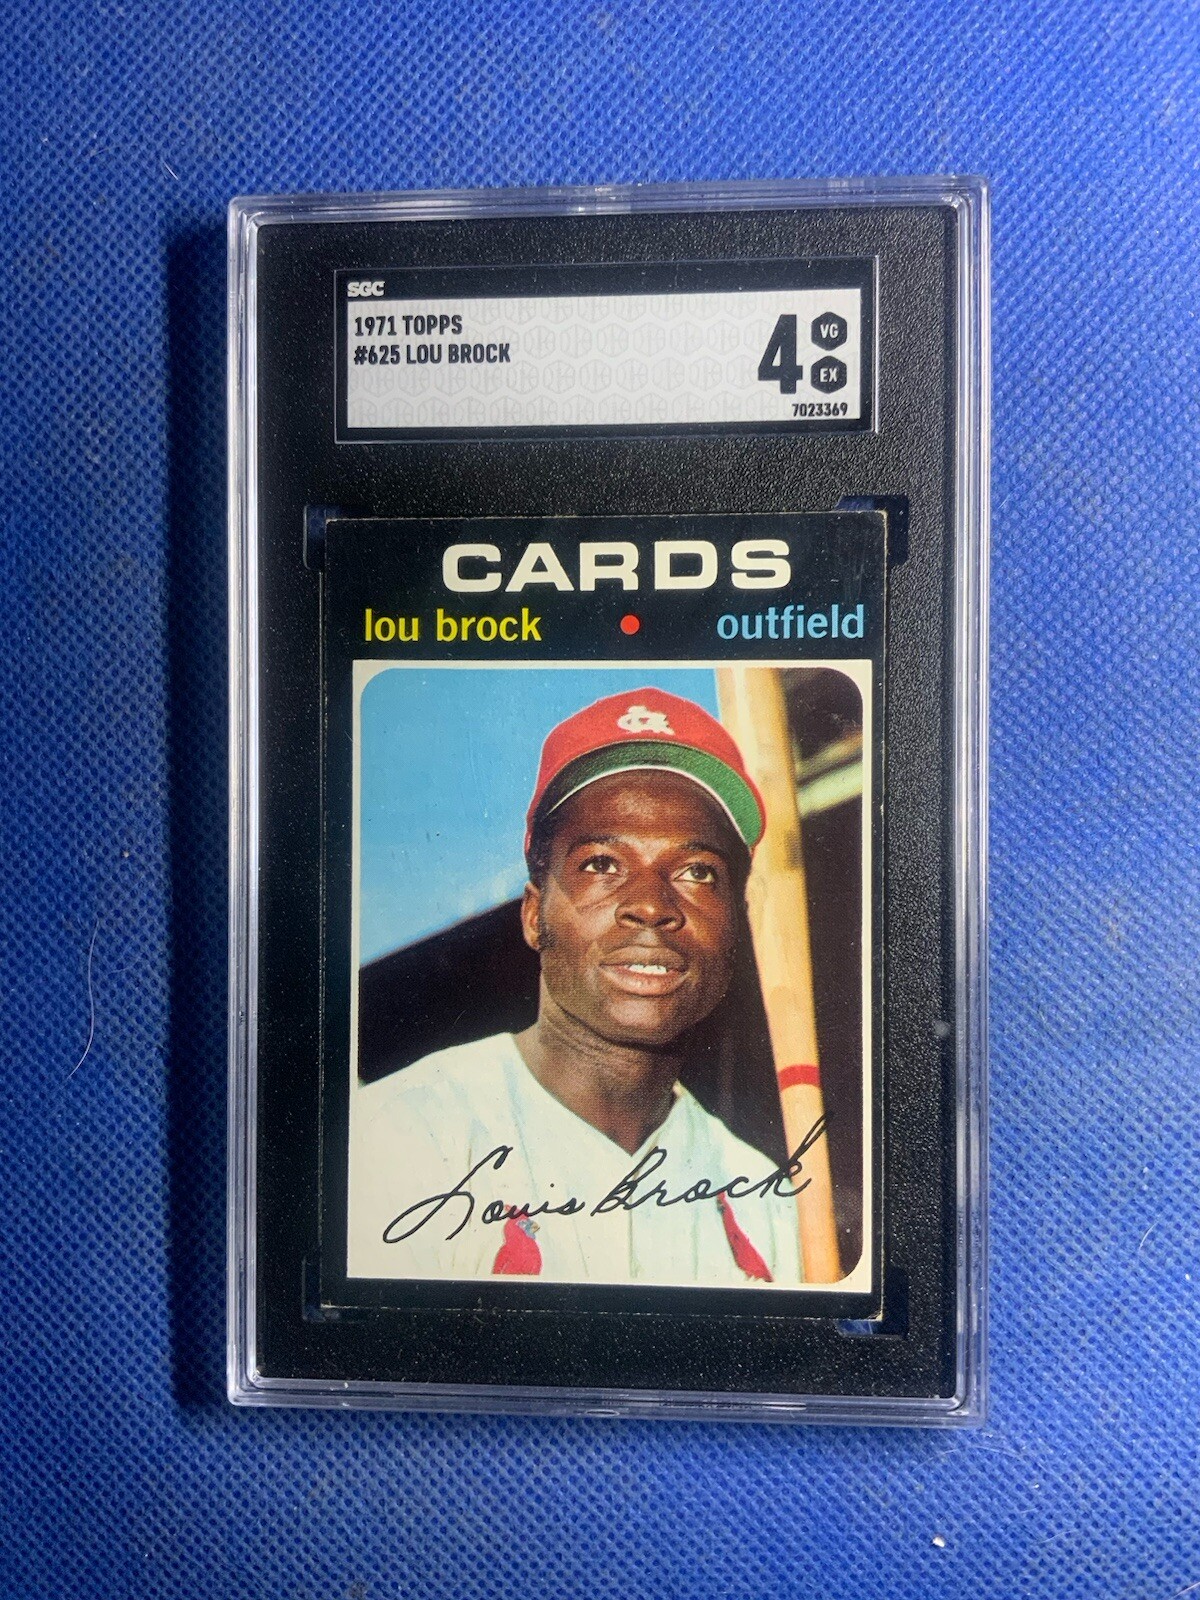 SGC
1971 TOPPS
#625 LOU BROCK
4 VG
EX
7023369
CARDS
lou brock • outfield
Louis Brock